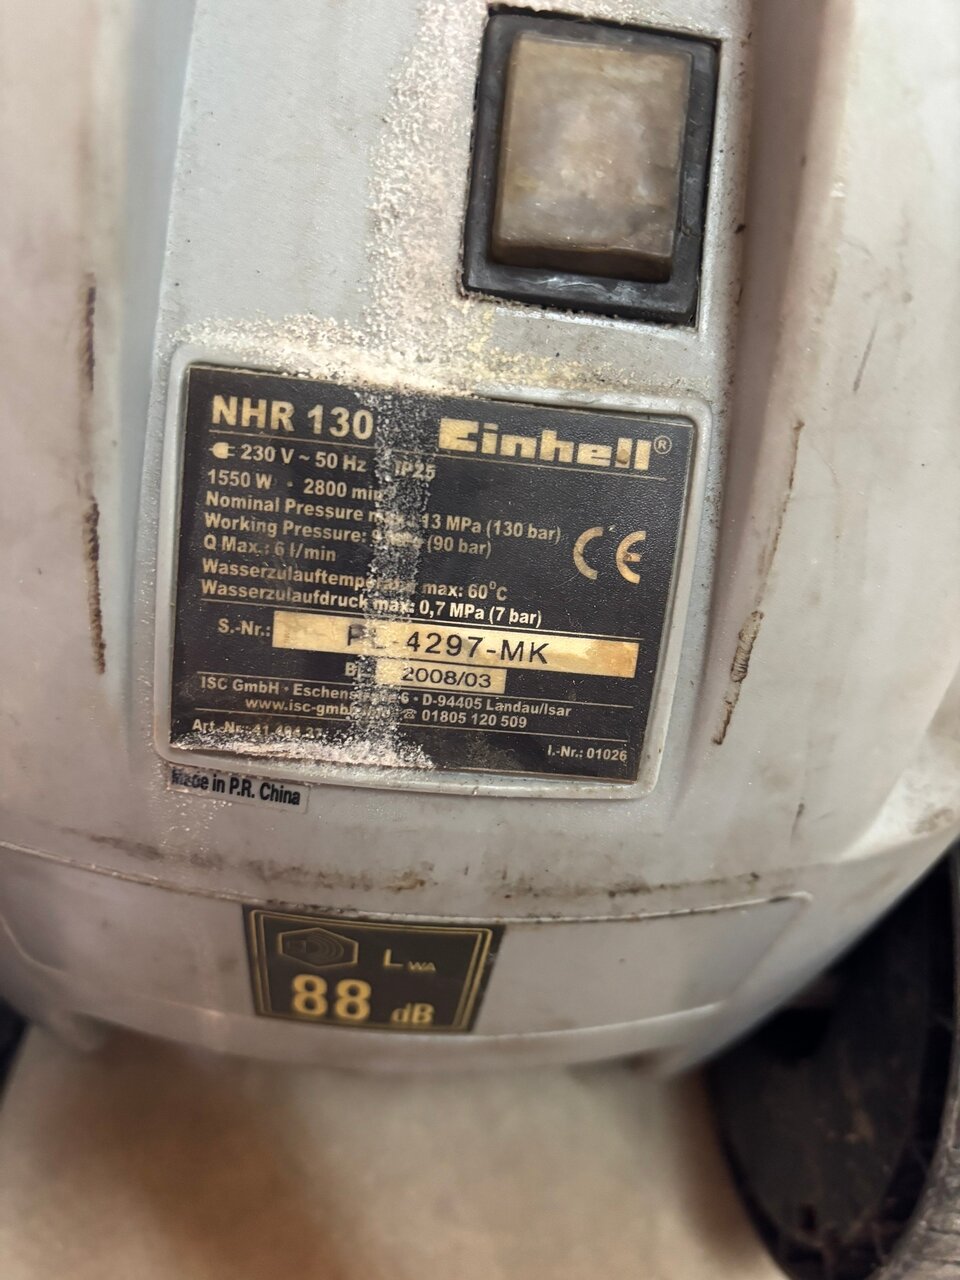 NHR 130
Einhell®
230 V ~ 50 Hz IP25
1550 W · 2800 min
Nominal Pressure 13 MPa (130 bar)
Working Pressure: (90 bar)
Q Max.: 6 l/min
CE
Wasserzulauftemperatur max: 60°C
Wasserzulaufdruck max: 0,7 MPa (7 bar)
S.-Nr.: 4297-MK
2008/03
ISC GmbH · 6 · D-94405 Landau/Isar
01805 120 509
Art.-Nr.: I.-Nr.: 01026
Made in P.R. China
LWA
88 dB